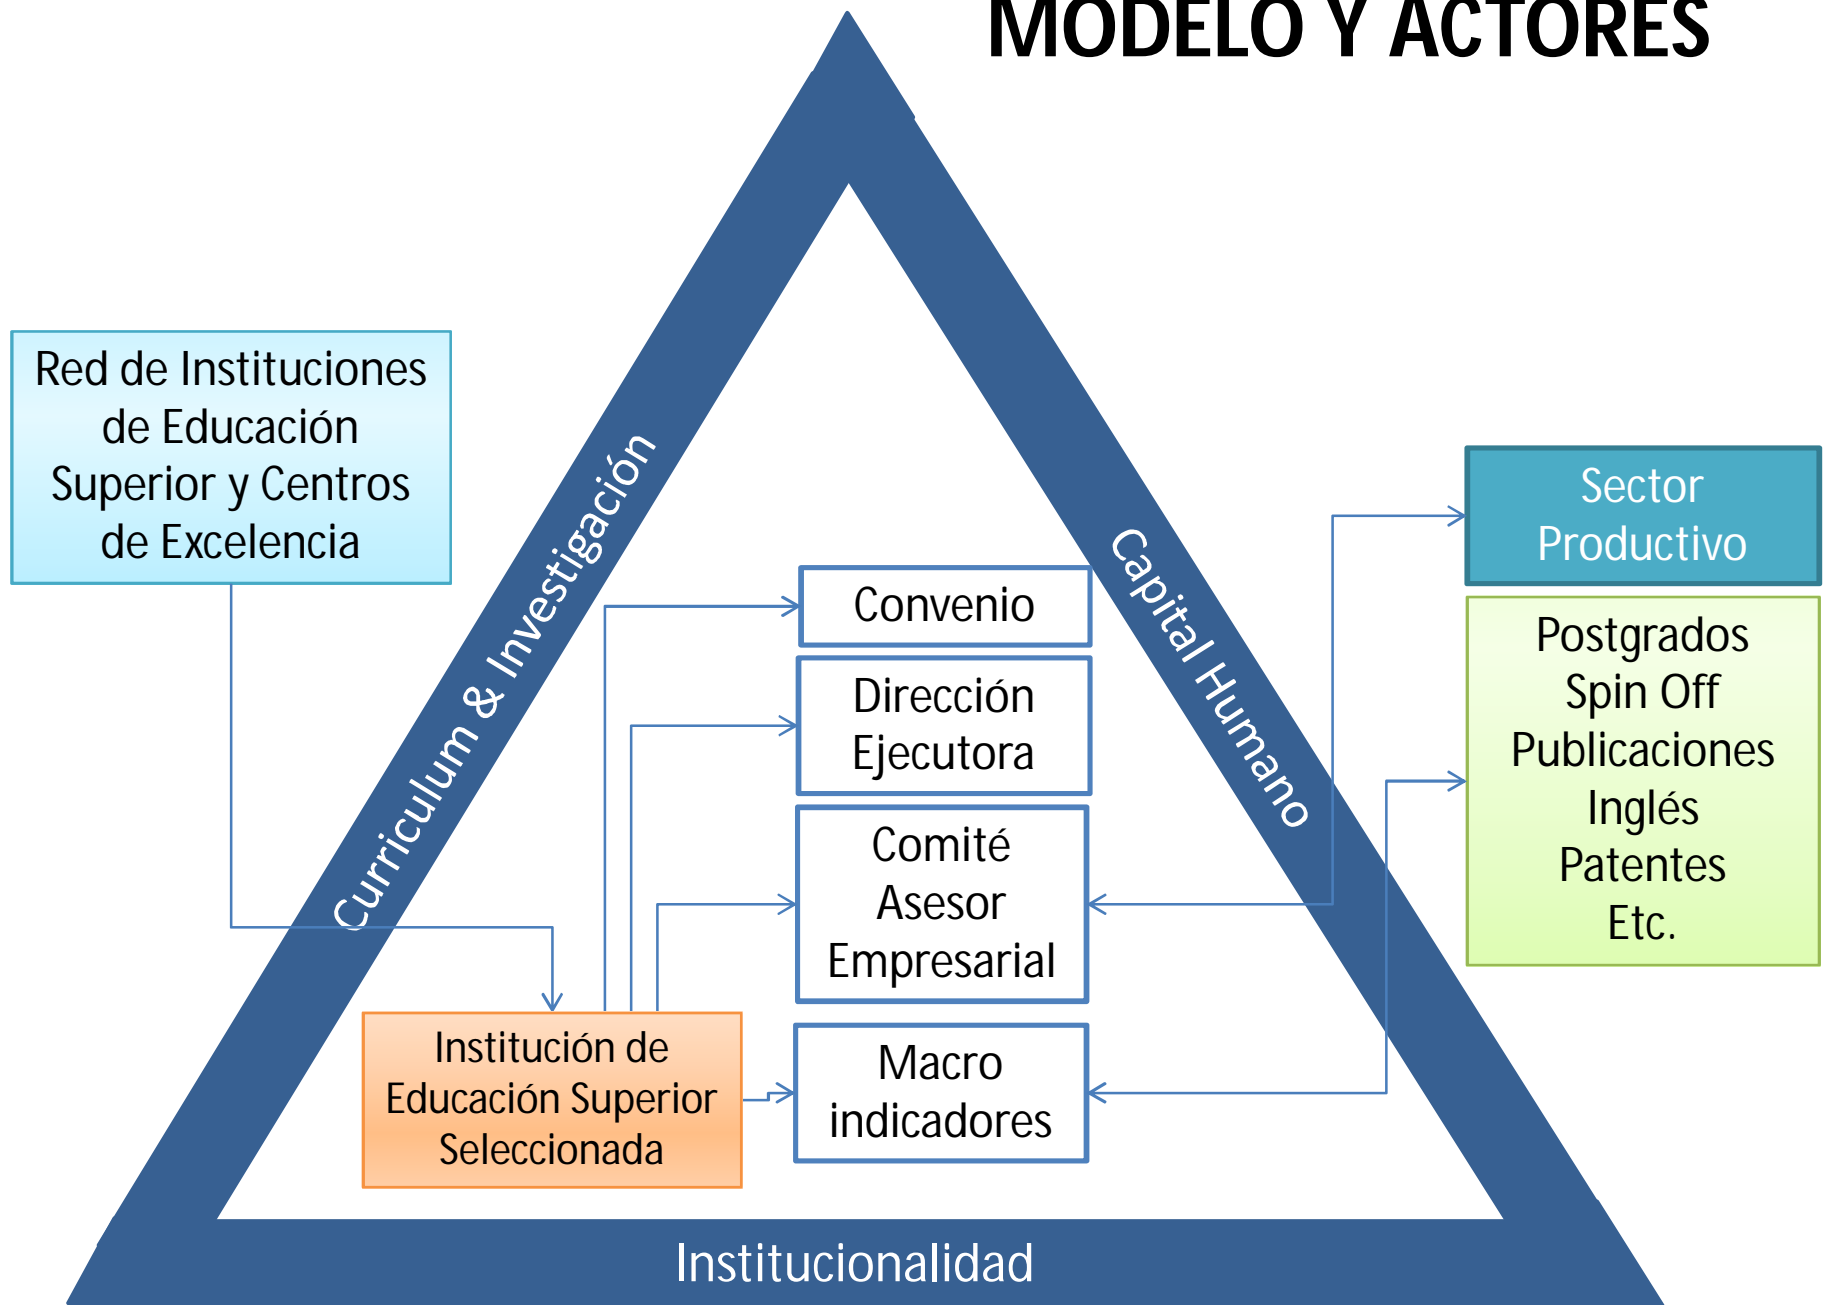 MODELO Y ACTORES
Red de Instituciones
de Educación
Superior y Centros
de Excelencia
Curriculum & Investigación
Capital Humano
Convenio
Dirección
Ejecutora
Comité
Asesor
Empresarial
Macro
indicadores
Institución de
Educación Superior
Seleccionada
Sector
Productivo
Postgrados
Spin Off
Publicaciones
Inglés
Patentes
Etc.
Institucionalidad